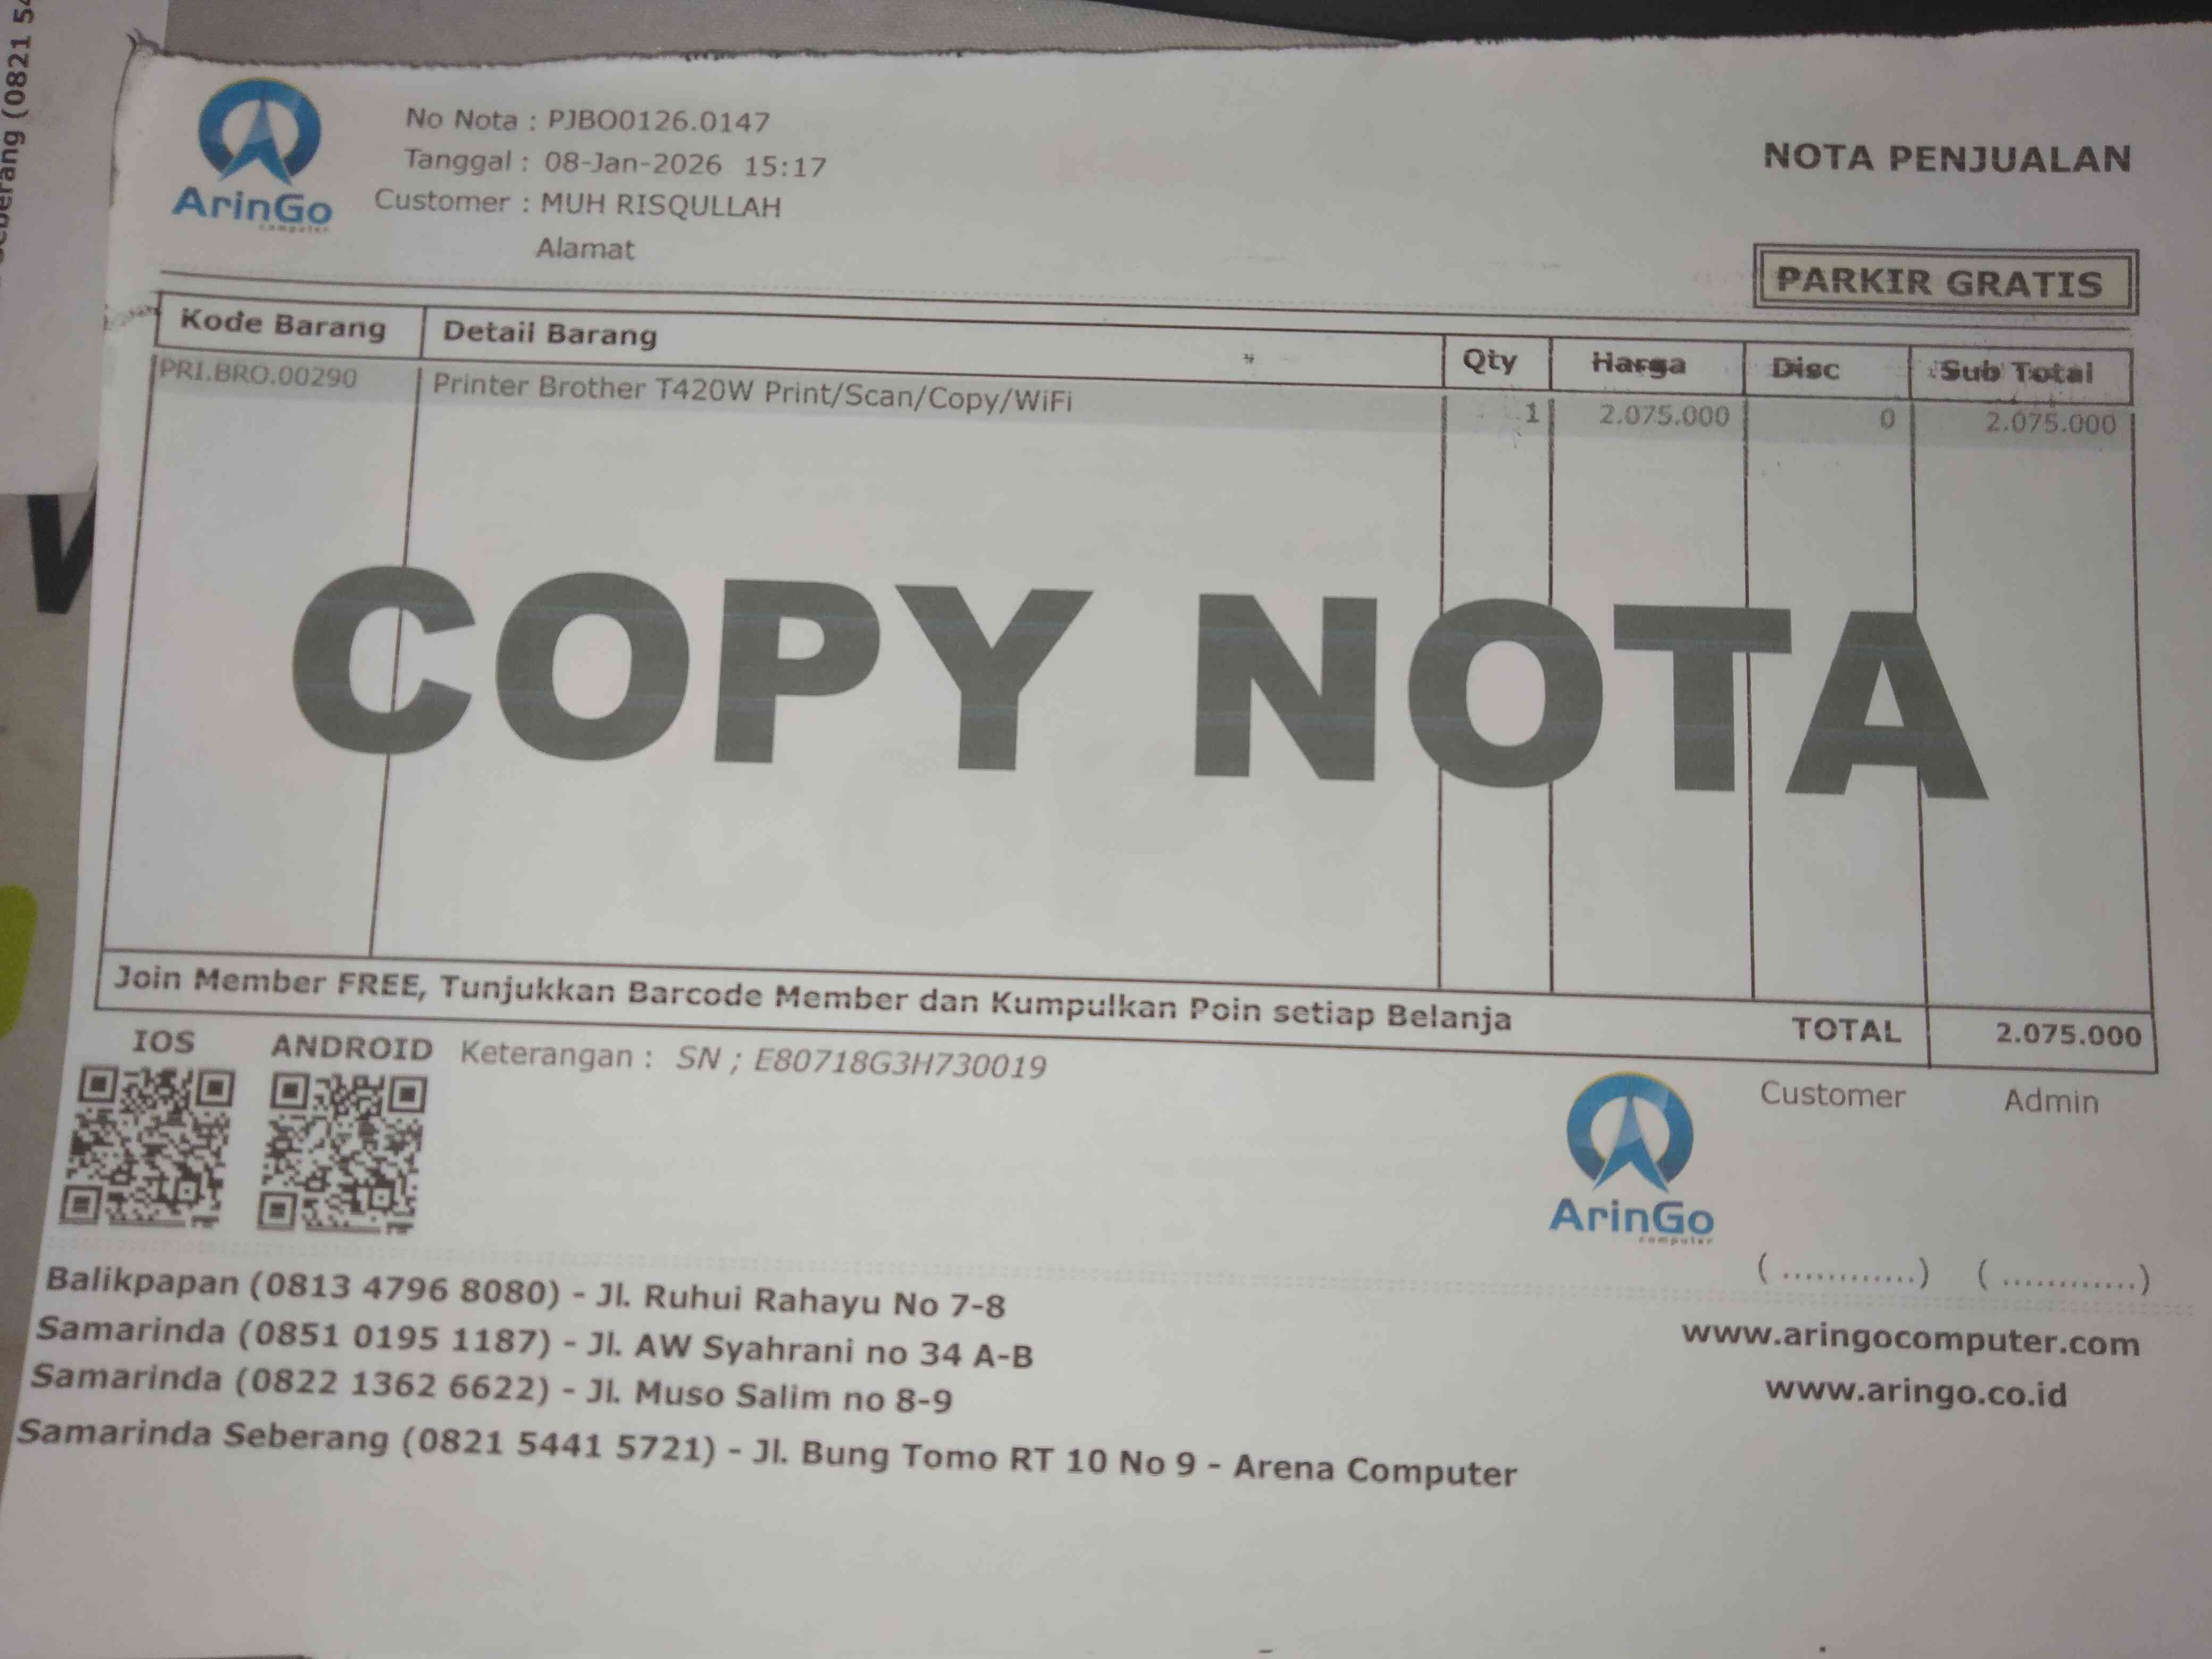 ArinGo
computer
No Nota : PJBO0126.0147
Tanggal : 08-Jan-2026 15:17
Customer : MUH RISQULLAH
Alamat
NOTA PENJUALAN
PARKIR GRATIS
Kode Barang Detail Barang Qty Harga Disc Sub Total
PRI.BRO.00290 Printer Brother T420W Print/Scan/Copy/WiFi 1 2.075.000 0 2.075.000
COPY NOTA
Join Member FREE, Tunjukkan Barcode Member dan Kumpulkan Poin setiap Belanja
TOTAL 2.075.000
IOS ANDROID Keterangan : SN ; E80718G3H730019
Customer Admin
ArinGo
computer
( ............) ( ............)
Balikpapan (0813 4796 8080) - Jl. Ruhui Rahayu No 7-8
Samarinda (0851 0195 1187) - Jl. AW Syahrani no 34 A-B
Samarinda (0822 1362 6622) - Jl. Muso Salim no 8-9
Samarinda Seberang (0821 5441 5721) - Jl. Bung Tomo RT 10 No 9 - Arena Computer
www.aringocomputer.com
www.aringo.co.id